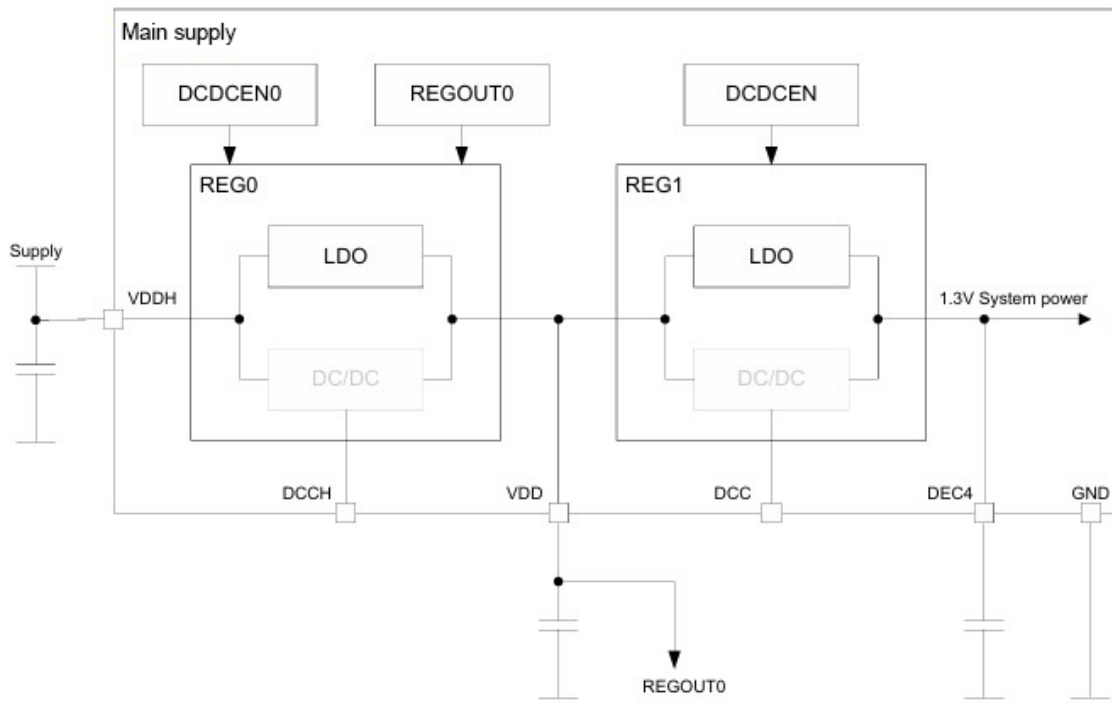 Main supply
DCDCEN0
REGOUT0
DCDCEN
REG0
REG1
LDO
LDO
Supply
VDDH
1.3V System power
DC/DC
DC/DC
DCCH
VDD
DCC
DEC4
GND
REGOUT0